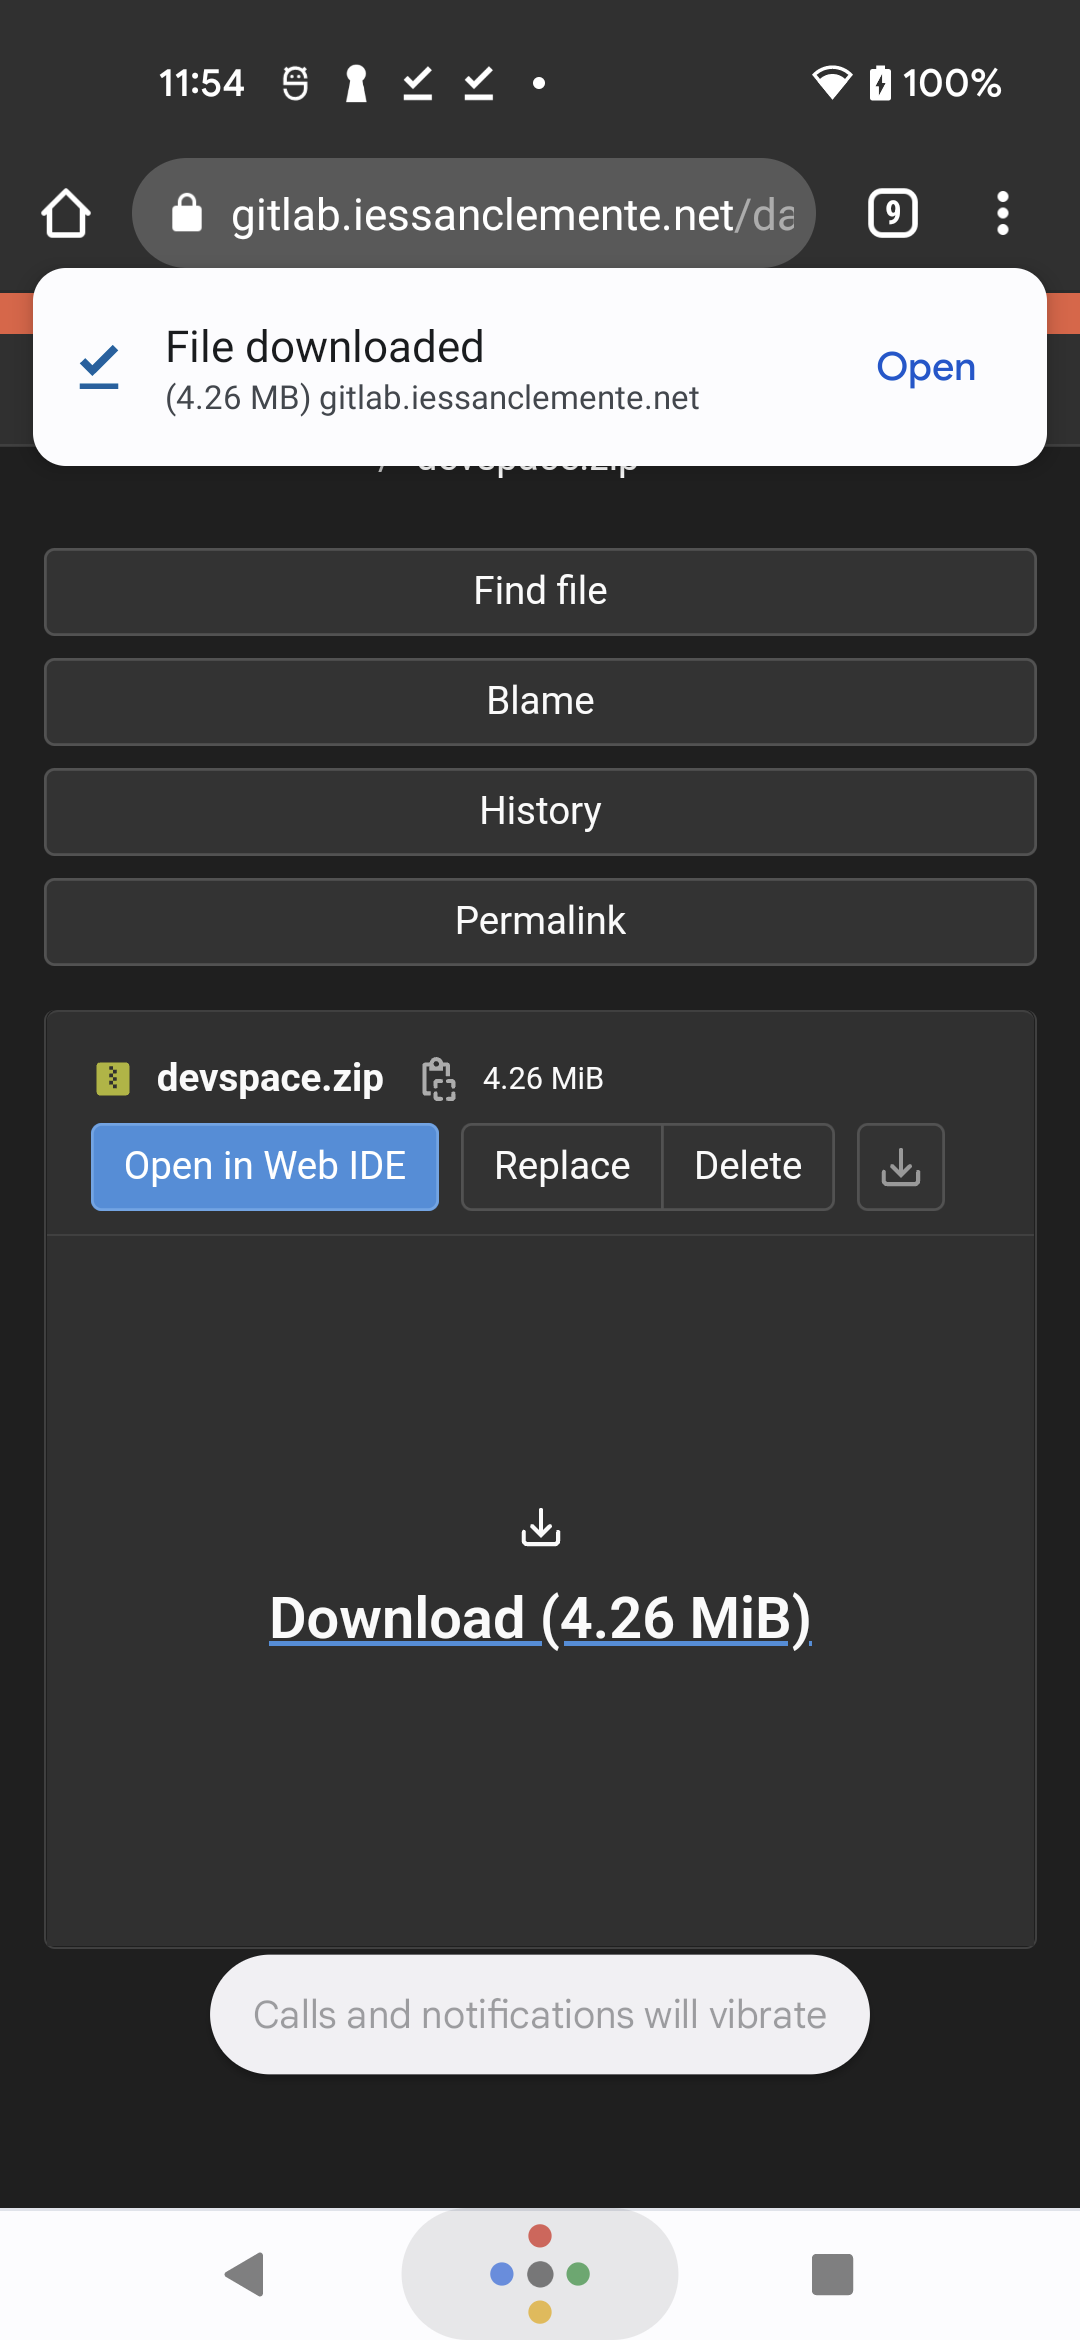 11:54
100%
gitlab.iessanclemente.net/da
9
File downloaded
(4.26 MB) gitlab.iessanclemente.net
Open
/ devspace.zip
Find file
Blame
History
Permalink
devspace.zip 4.26 MiB
Open in Web IDE
Replace
Delete
Download (4.26 MiB)
Calls and notifications will vibrate